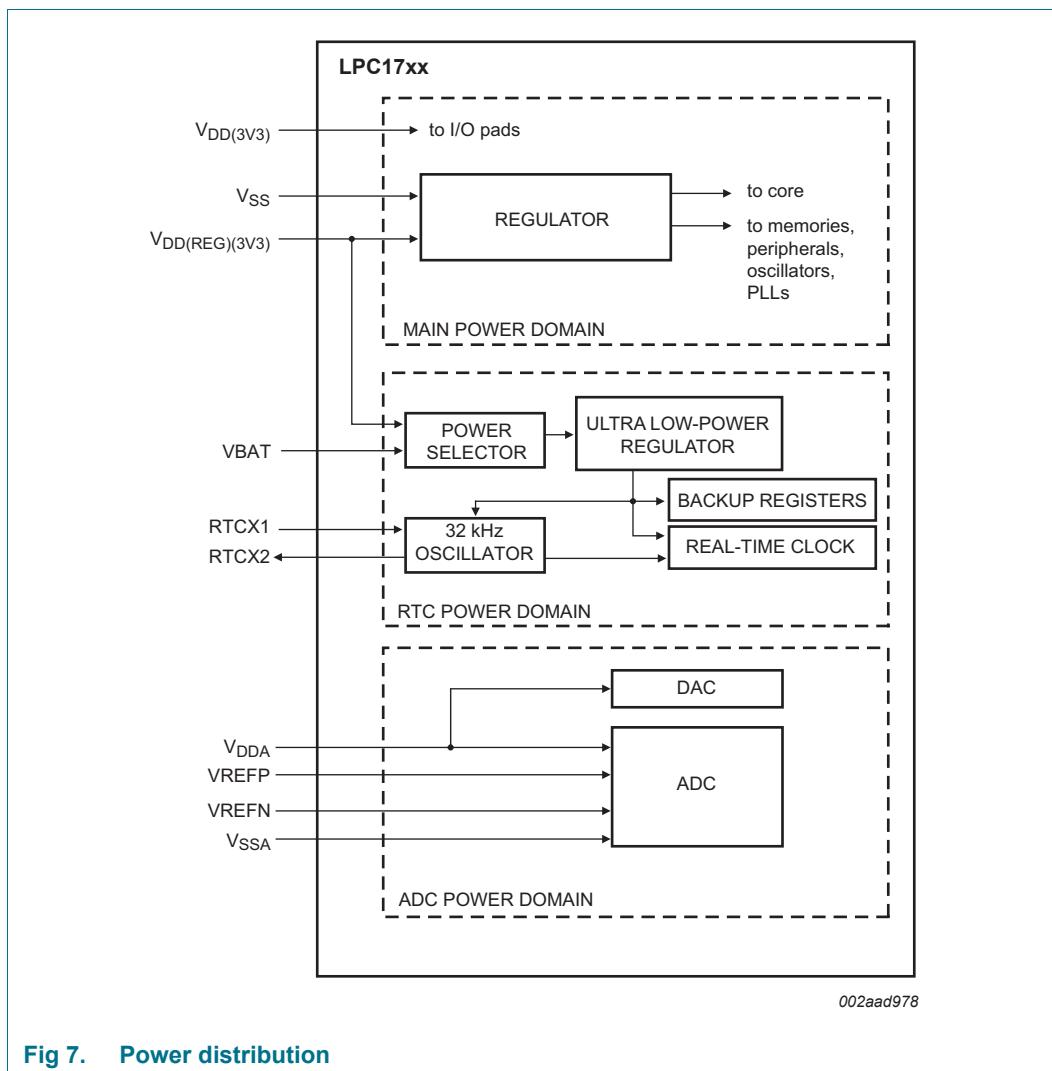 LPC17xx
VDD(3V3)
to I/O pads
VSS
REGULATOR
to core
VDD(REG)(3V3)
to memories,
peripherals,
oscillators,
PLLs
MAIN POWER DOMAIN
POWER
SELECTOR
ULTRA LOW-POWER
REGULATOR
VBAT
BACKUP REGISTERS
RTCX1
32 kHz
OSCILLATOR
REAL-TIME CLOCK
RTCX2
RTC POWER DOMAIN
DAC
VDDA
VREFP
ADC
VREFN
VSSA
ADC POWER DOMAIN
002aad978
Fig 7. Power distribution